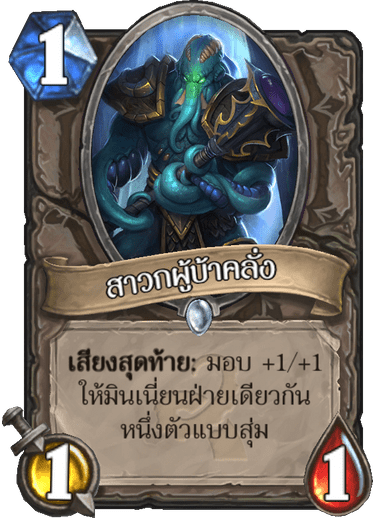 1
สาวกผู้บ้าคลั่ง
เสียงสุดท้าย: มอบ +1/+1
ให้มินเนี่ยนฝ่ายเดียวกัน
หนึ่งตัวแบบสุ่ม
1
1